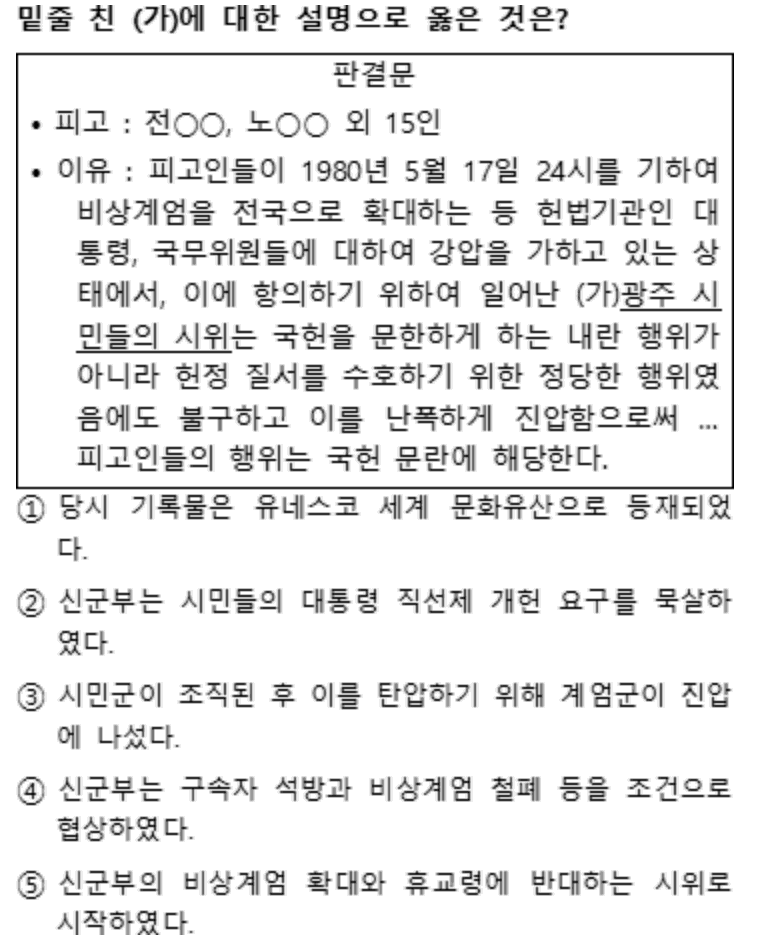 밑줄 친 (가)에 대한 설명으로 옳은 것은?
판결문
• 피고 : 전○○, 노○○ 외 15인
• 이유 : 피고인들이 1980년 5월 17일 24시를 기하여
비상계엄을 전국으로 확대하는 등 헌법기관인 대
통령, 국무위원들에 대하여 강압을 가하고 있는 상
태에서, 이에 항의하기 위하여 일어난 (가)광주 시
민들의 시위는 국헌을 문한하게 하는 내란 행위가
아니라 헌정 질서를 수호하기 위한 정당한 행위였
음에도 불구하고 이를 난폭하게 진압함으로써 ...
피고인들의 행위는 국헌 문란에 해당한다.
① 당시 기록물은 유네스코 세계 문화유산으로 등재되었
다.
② 신군부는 시민들의 대통령 직선제 개헌 요구를 묵살하
였다.
③ 시민군이 조직된 후 이를 탄압하기 위해 계엄군이 진압
에 나섰다.
④ 신군부는 구속자 석방과 비상계엄 철폐 등을 조건으로
협상하였다.
⑤ 신군부의 비상계엄 확대와 휴교령에 반대하는 시위로
시작하였다.